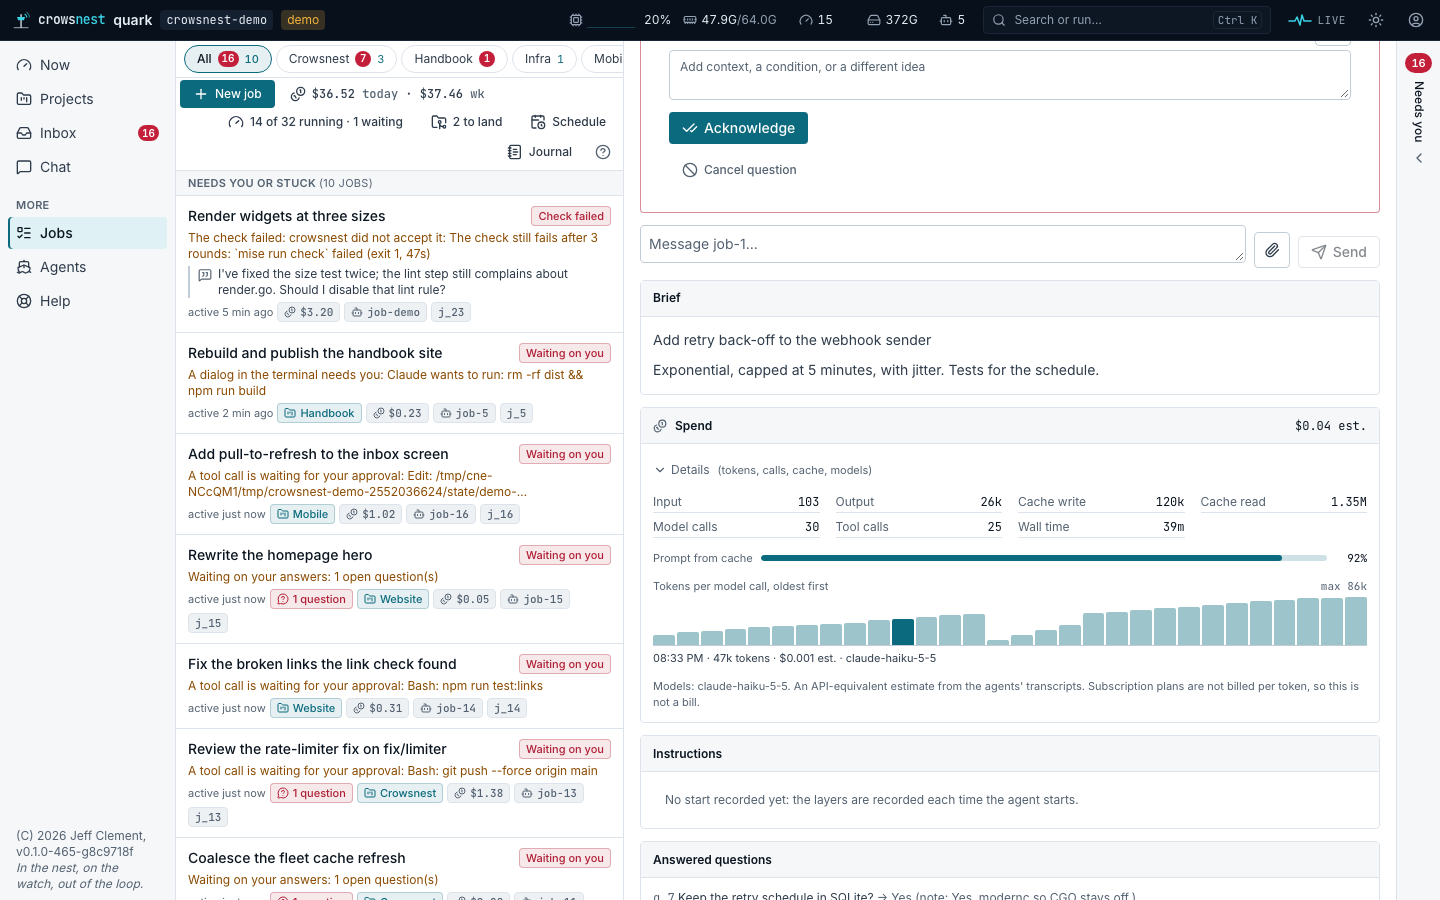 crowsnest quark crowsnest-demo demo 20% 47.9G/64.0G 15 372G 5 Search or run... Ctrl K LIVE
Now
Projects
Inbox 16
Chat
MORE
Jobs
Agents
Help
(C) 2026 Jeff Clement,
v0.1.0-465-g8c9718f
In the nest, on the
watch, out of the loop.
All 16 10 Crowsnest 7 3 Handbook 1 Infra 1 Mobi
New job $36.52 today · $37.46 wk
14 of 32 running · 1 waiting 2 to land Schedule
Journal
NEEDS YOU OR STUCK (10 JOBS)
Render widgets at three sizes Check failed
The check failed: crowsnest did not accept it: The check still fails after 3
rounds: `mise run check` failed (exit 1, 47s)
I've fixed the size test twice; the lint step still complains about
render.go. Should I disable that lint rule?
active 5 min ago $3.20 job-demo j_23
Rebuild and publish the handbook site Waiting on you
A dialog in the terminal needs you: Claude wants to run: rm -rf dist &&
npm run build
active 2 min ago Handbook $0.23 job-5 j_5
Add pull-to-refresh to the inbox screen Waiting on you
A tool call is waiting for your approval: Edit: /tmp/cne-
NCcQM1/tmp/crowsnest-demo-2552036624/state/demo-...
active just now Mobile $1.02 job-16 j_16
Rewrite the homepage hero Waiting on you
Waiting on your answers: 1 open question(s)
active just now 1 question Website $0.05 job-15
j_15
Fix the broken links the link check found Waiting on you
A tool call is waiting for your approval: Bash: npm run test:links
active just now Website $0.31 job-14 j_14
Review the rate-limiter fix on fix/limiter Waiting on you
A tool call is waiting for your approval: Bash: git push --force origin main
active just now 1 question Crowsnest $1.38 job-13
j_13
Coalesce the fleet cache refresh Waiting on you
Waiting on your answers: 1 open question(s)
Add context, a condition, or a different idea
Acknowledge
Cancel question
Message job-1... Send
Brief
Add retry back-off to the webhook sender
Exponential, capped at 5 minutes, with jitter. Tests for the schedule.
Spend $0.04 est.
Details (tokens, calls, cache, models)
Input 103 Output 26k Cache write 120k Cache read 1.35M
Model calls 30 Tool calls 25 Wall time 39m
Prompt from cache 92%
Tokens per model call, oldest first max 86k
08:33 PM · 47k tokens · $0.001 est. · claude-haiku-5-5
Models: claude-haiku-5-5. An API-equivalent estimate from the agents' transcripts. Subscription plans are not billed per token, so this is
not a bill.
Instructions
No start recorded yet: the layers are recorded each time the agent starts.
Answered questions
q_7 Keep the retry schedule in SQLite? → Yes (note: Yes, modernc so CGO stays off.)
16
Needs you